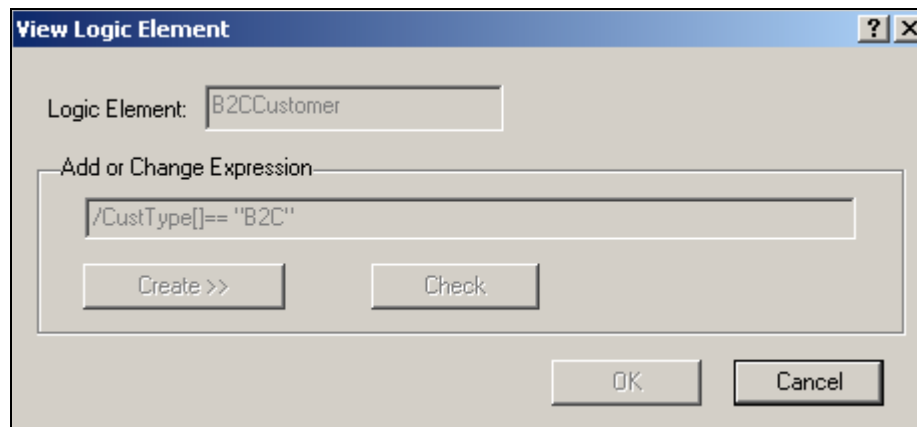 View Logic Element
Logic Element: B2CCustomer
Add or Change Expression
/CustType[]== "B2C"
Create >> Check
OK Cancel